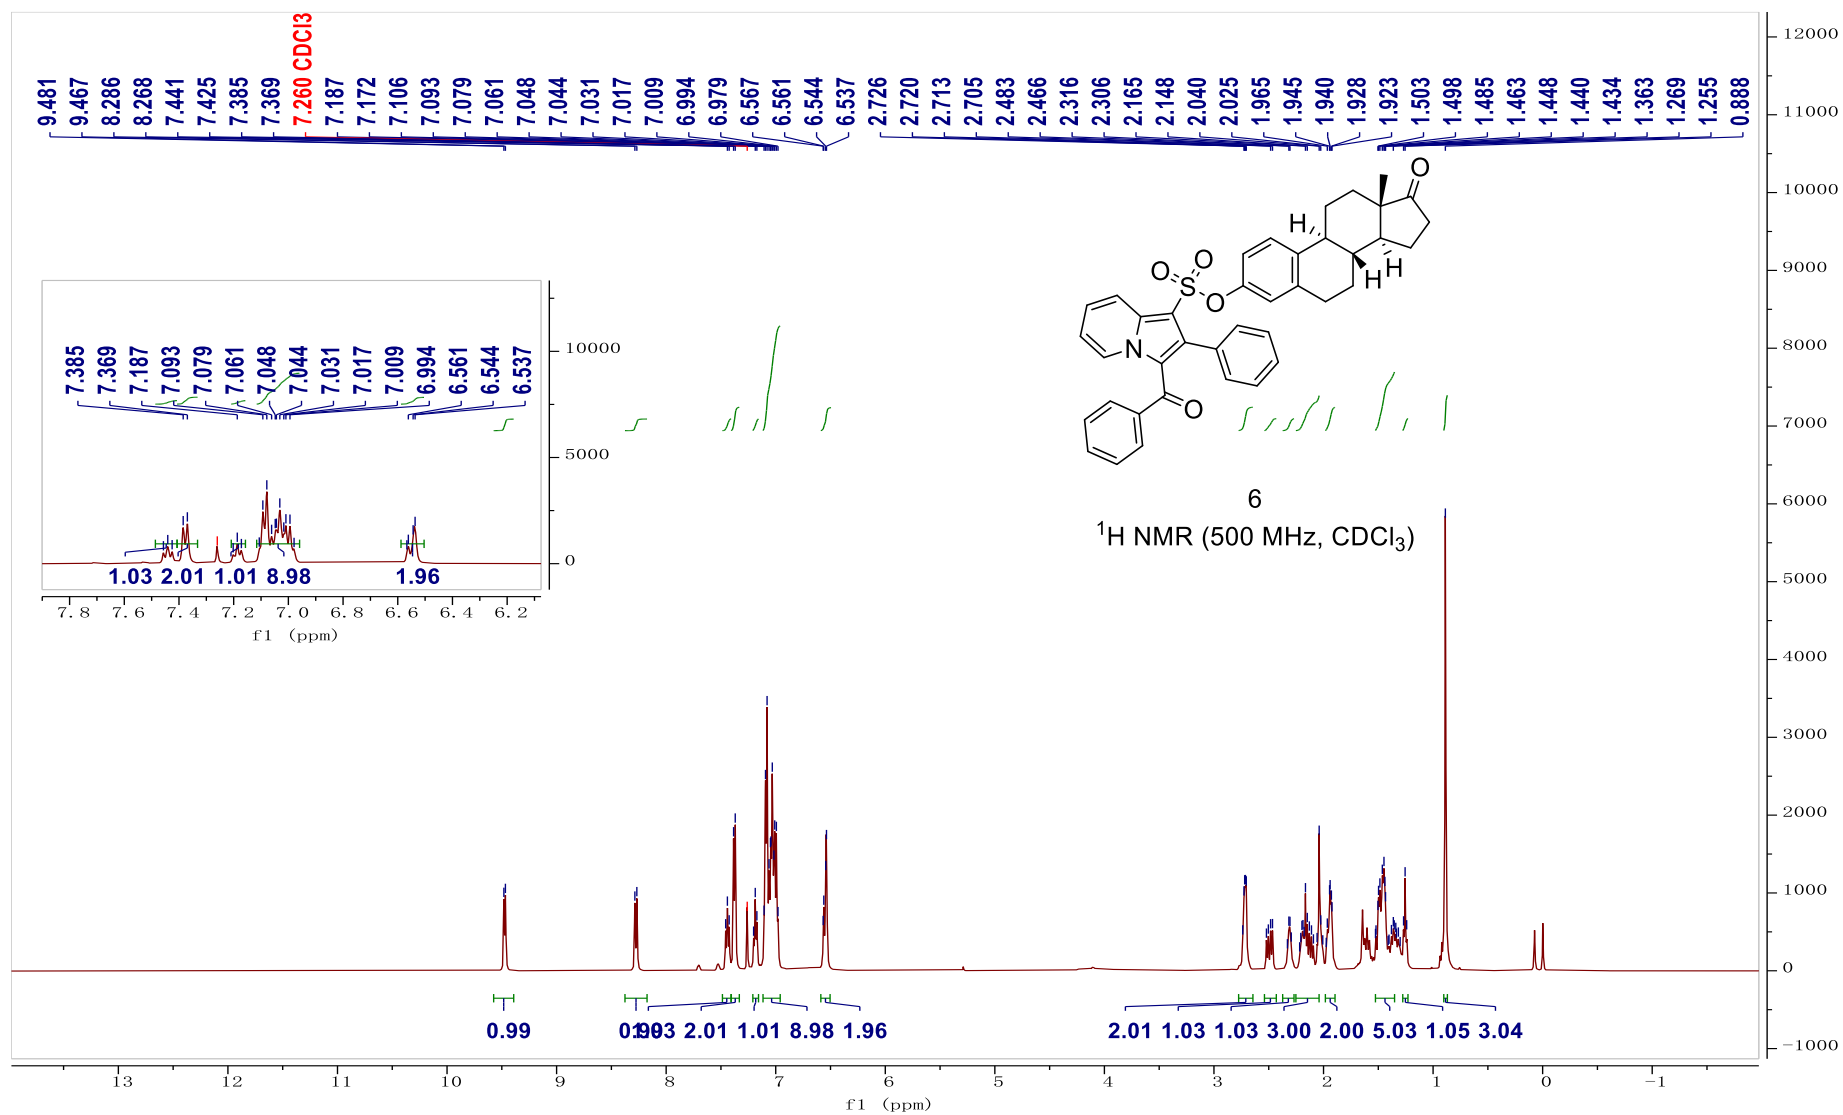 9.481 9.467 8.286 8.268 7.441 7.425 7.385 7.369 7.260 CDCl3 7.187 7.172 7.106 7.093 7.079 7.061 7.048 7.044 7.031 7.017 7.009 6.994 6.979 6.567 6.561 6.544 6.537 2.726 2.720 2.713 2.705 2.483 2.466 2.316 2.306 2.165 2.148 2.040 2.025 1.965 1.945 1.940 1.928 1.923 1.503 1.498 1.485 1.463 1.448 1.440 1.434 1.363 1.269 1.255 0.888
12000
11000
10000
9000
8000
7000
6000
5000
4000
3000
2000
1000
0
-1000
O
H
H
H
O O
S
O
N
O
6
¹H NMR (500 MHz, CDCl₃)
7.385 7.369 7.187 7.093 7.079 7.061 7.048 7.044 7.031 7.017 7.009 6.994 6.561 6.544 6.537
10000
5000
0
1.03 2.01 1.01 8.98 1.96
7.8 7.6 7.4 7.2 7.0 6.8 6.6 6.4 6.2
f1 (ppm)
0.99 1.03 2.01 1.01 8.98 1.96 2.01 1.03 1.03 3.00 2.00 5.03 1.05 3.04
13 12 11 10 9 8 7 6 5 4 3 2 1 0 -1
f1 (ppm)